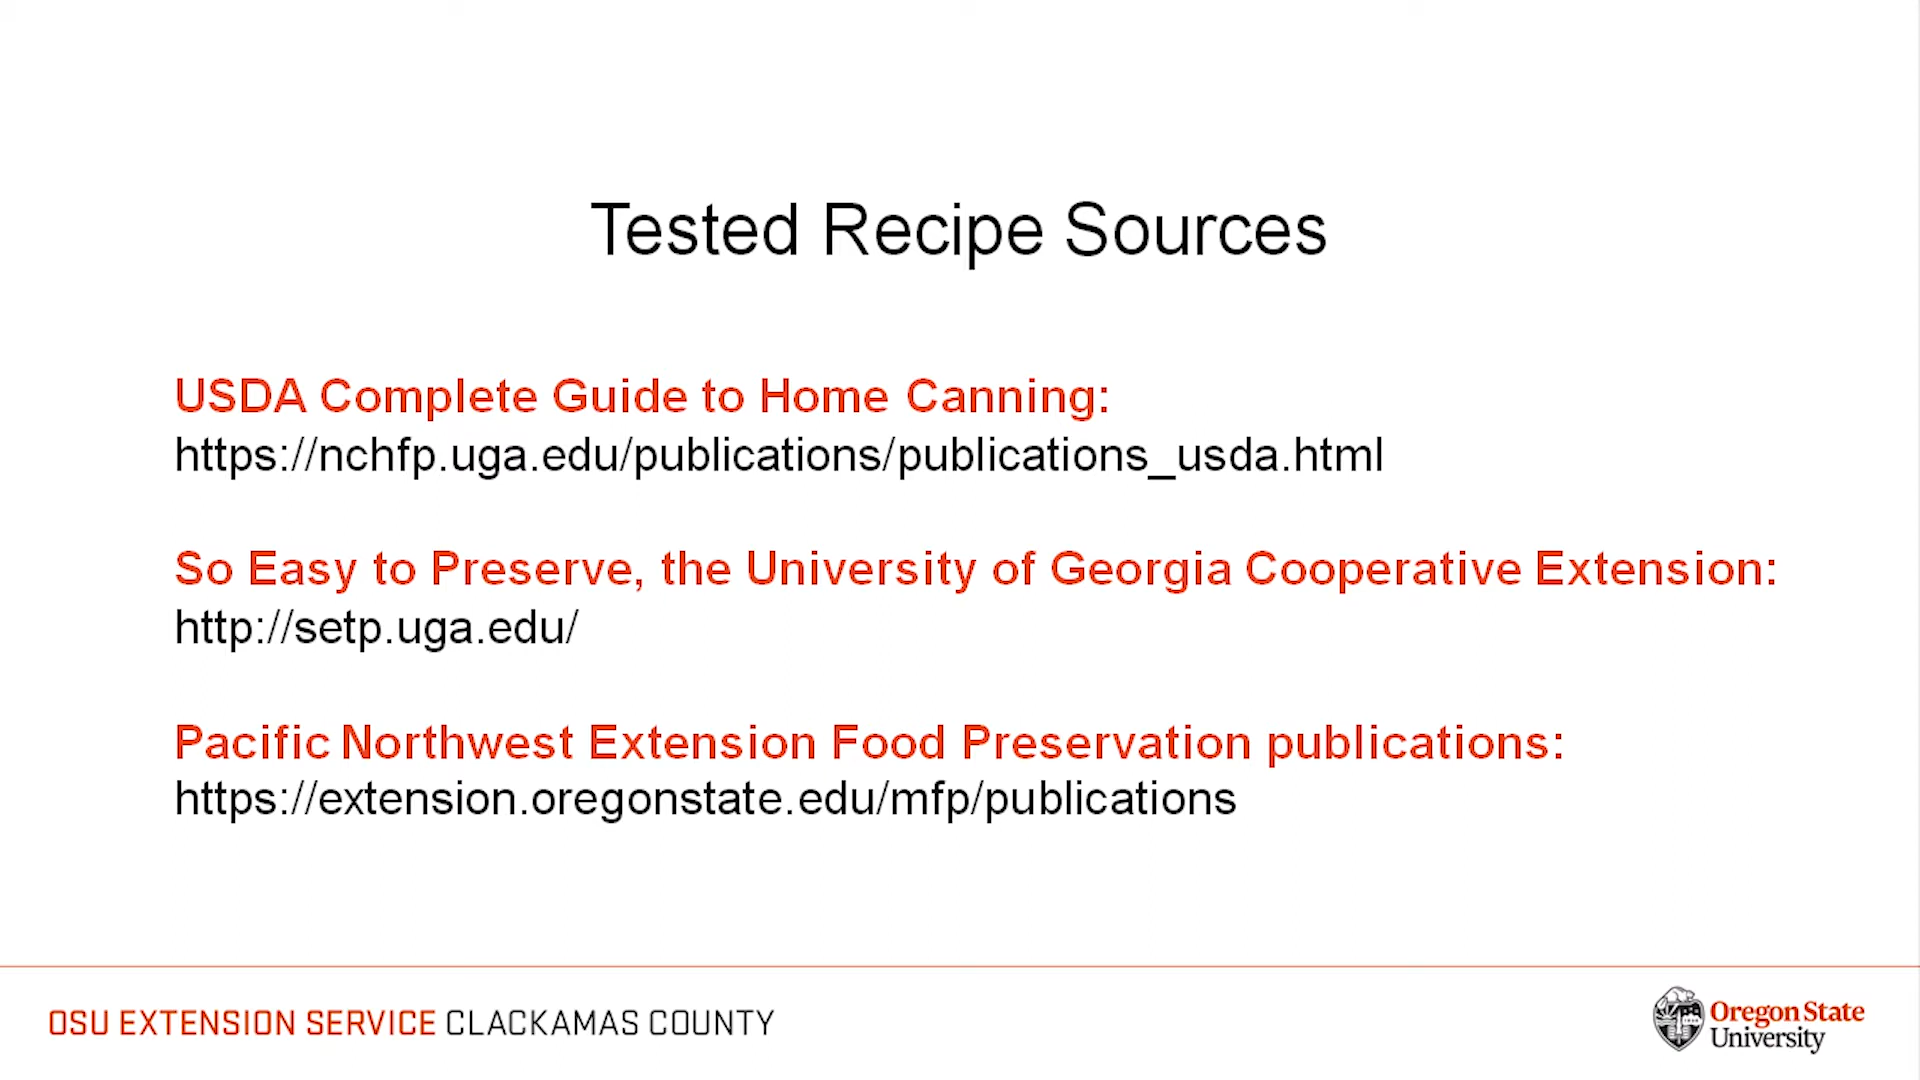 Tested Recipe Sources
USDA Complete Guide to Home Canning:
https://nchfp.uga.edu/publications/publications_usda.html
So Easy to Preserve, the University of Georgia Cooperative Extension:
http://setp.uga.edu/
Pacific Northwest Extension Food Preservation publications:
https://extension.oregonstate.edu/mfp/publications
OSU EXTENSION SERVICE CLACKAMAS COUNTY
Oregon State
University